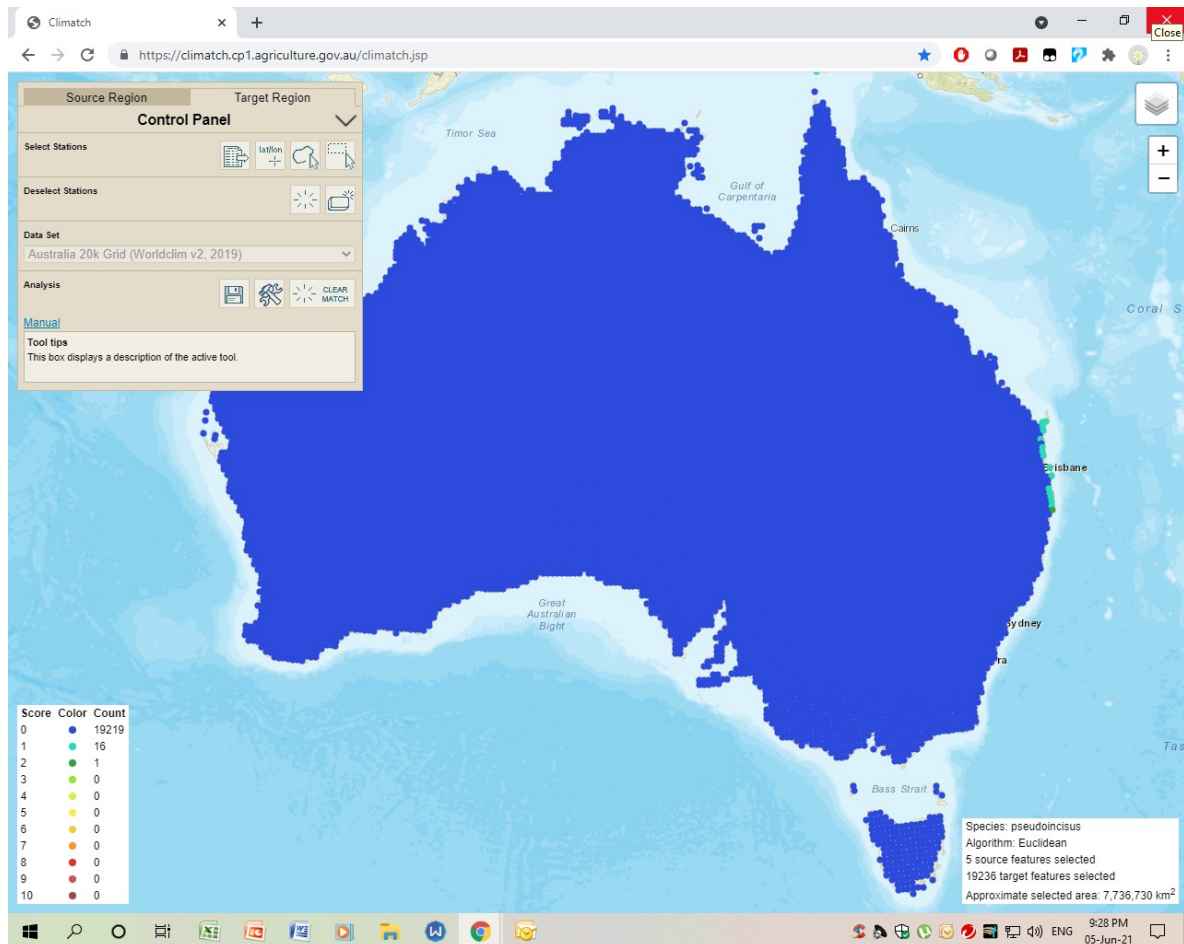 Climatch
Close
https://climatch.cp1.agriculture.gov.au/climatch.jsp
Source Region Target Region
Control Panel
Select Stations
lat/lon
Deselect Stations
Data Set
Australia 20k Grid (Worldclim v2, 2019)
Analysis
CLEAR
MATCH
Manual
Tool tips
This box displays a description of the active tool.
Timor Sea
Gulf of
Carpentaria
Cairns
Coral S
Brisbane
Great
Australian
Bight
Sydney
ra
Tas
Bass Strait
Score Color Count
0 19219
1 16
2 1
3 0
4 0
5 0
6 0
7 0
8 0
9 0
10 0
Species: pseudoincisus
Algorithm: Euclidean
5 source features selected
19236 target features selected
Approximate selected area: 7,736,730 km²
ENG
9:28 PM
05-Jun-21